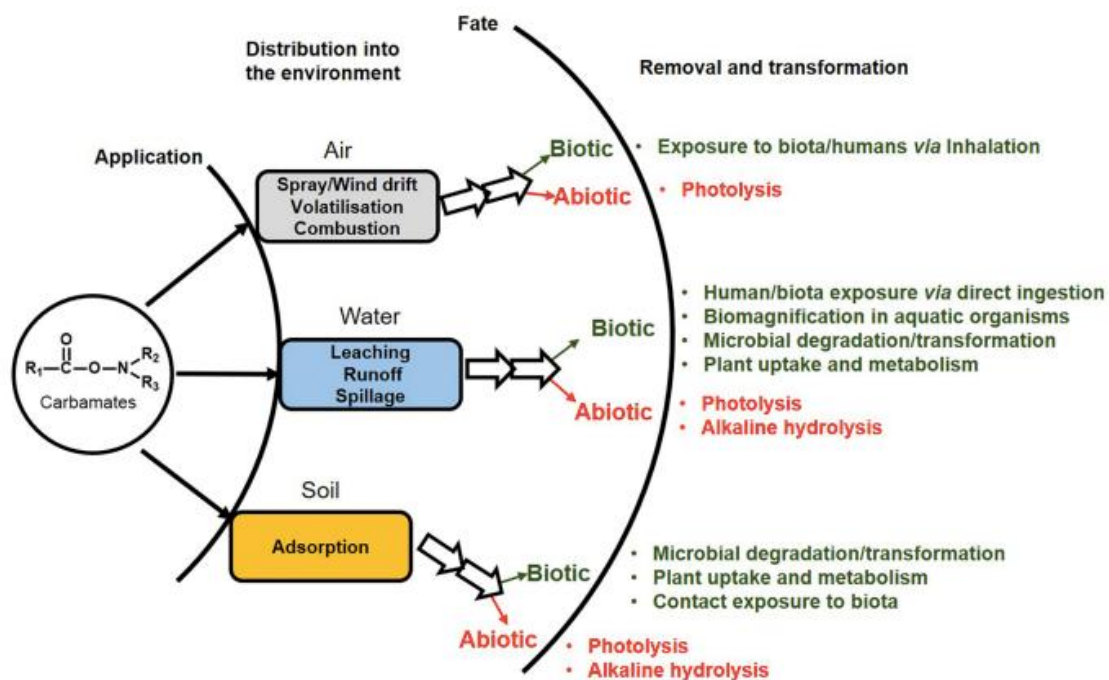 Fate
Distribution into
the environment
Removal and transformation
Application
Air
Spray/Wind drift
Volatilisation
Combustion
Biotic
• Exposure to biota/humans via Inhalation
Abiotic
• Photolysis
O
R1 C O N R2
R3
Carbamates
Water
Leaching
Runoff
Spillage
Biotic
• Human/biota exposure via direct ingestion
• Biomagnification in aquatic organisms
• Microbial degradation/transformation
• Plant uptake and metabolism
Abiotic
• Photolysis
• Alkaline hydrolysis
Soil
Adsorption
Biotic
• Microbial degradation/transformation
• Plant uptake and metabolism
• Contact exposure to biota
Abiotic
• Photolysis
• Alkaline hydrolysis